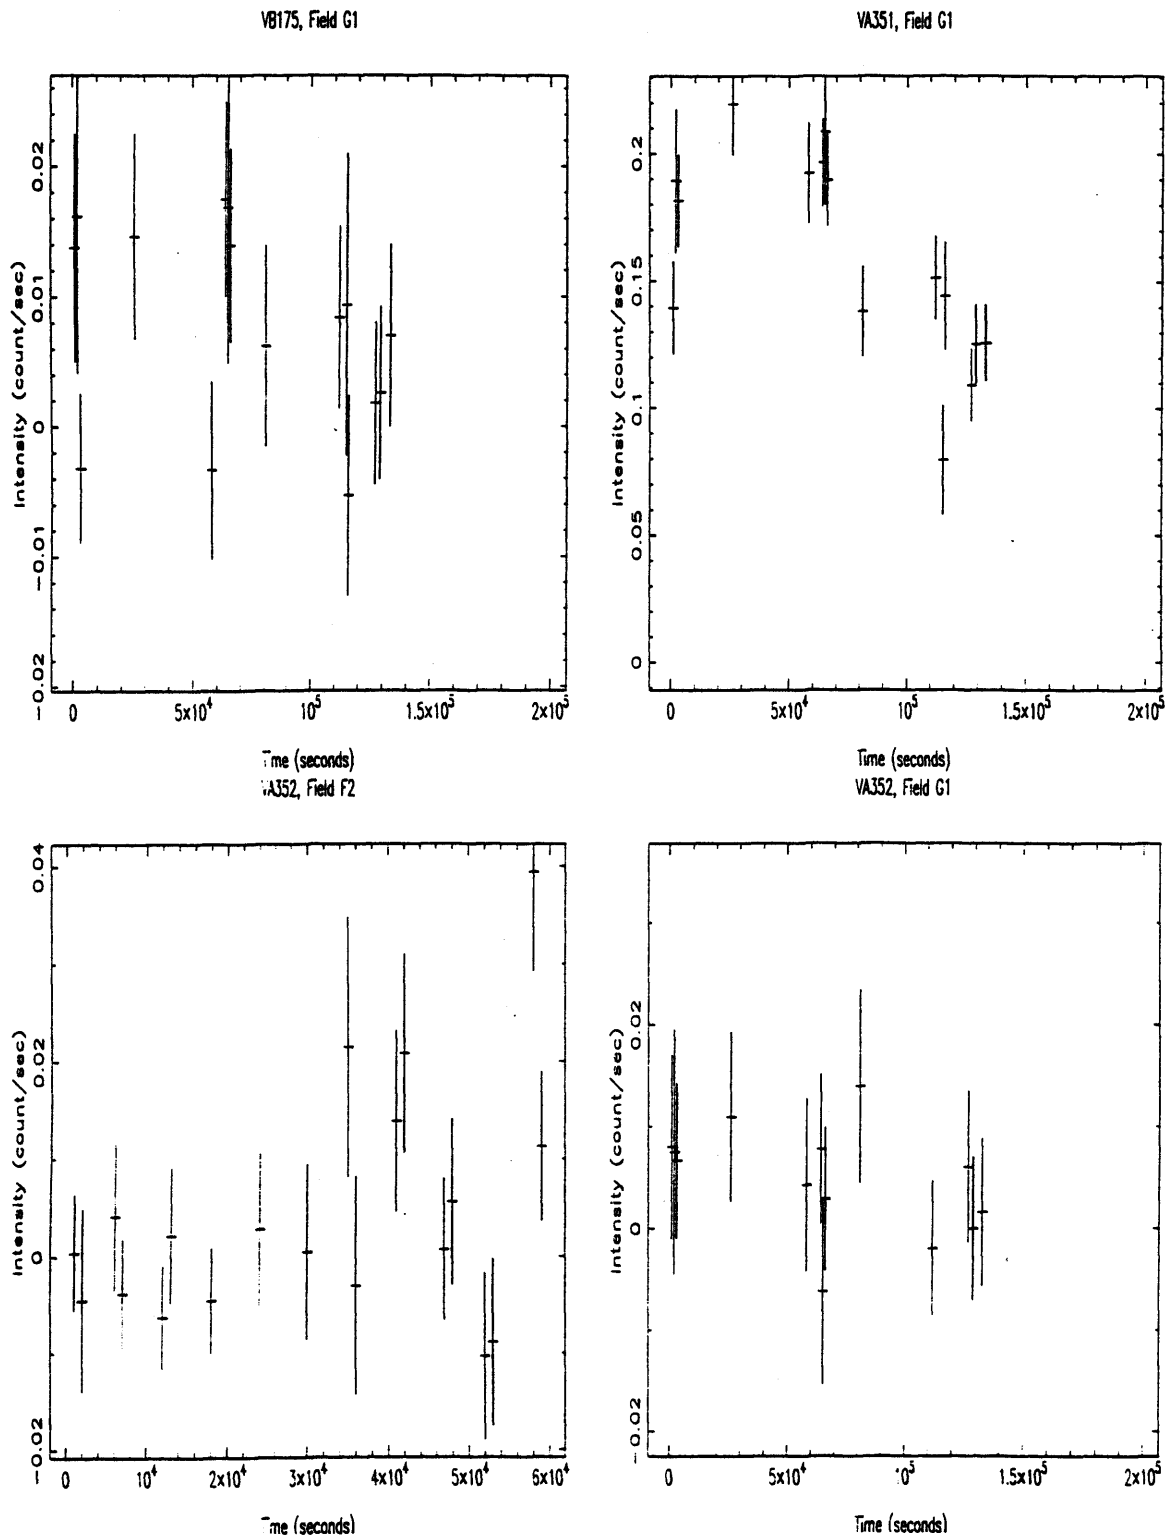 VB175, Field G1
VA351, Field G1
Intensity (count/sec)
0.02
0.01
0
-0.01
0.02
0
5x10⁴
10⁵
1.5x10⁵
2x10⁵
Time (seconds)
Intensity (count/sec)
0.2
0.15
0.1
0.05
0
0
5x10⁴
10⁵
1.5x10⁵
2x10⁵
Time (seconds)
VA352, Field F2
VA352, Field G1
Intensity (count/sec)
0.04
0.02
0
0.02
0
10⁴
2x10⁴
3x10⁴
4x10⁴
5x10⁴
6x10⁴
Time (seconds)
Intensity (count/sec)
0.02
0
-0.02
0
5x10⁴
10⁵
1.5x10⁵
2x10⁵
Time (seconds)